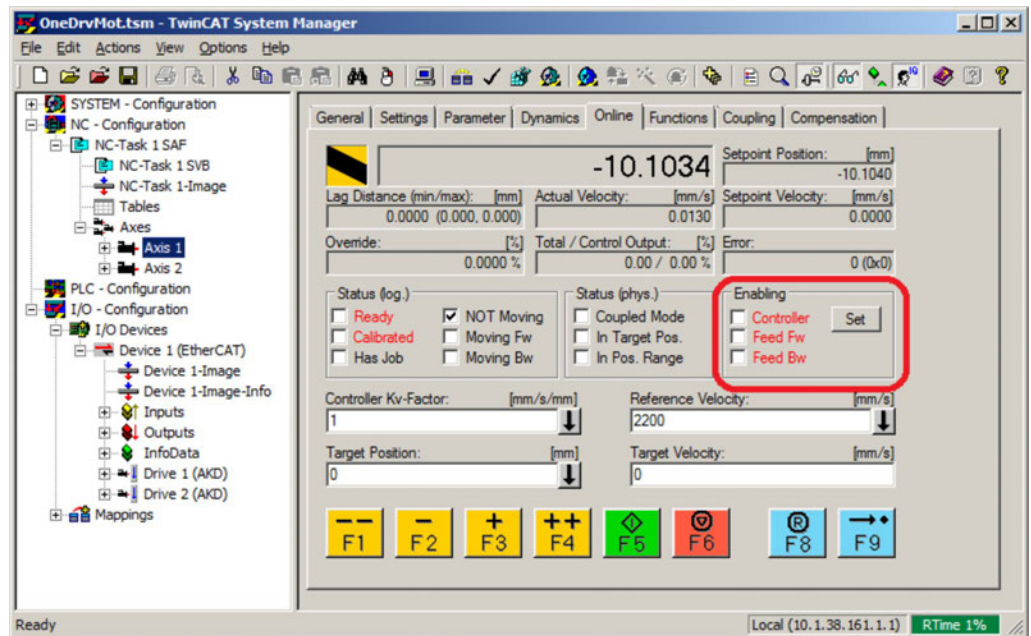 OneDrvMot.tsm - TwinCAT System Manager
File Edit Actions View Options Help
SYSTEM - Configuration
NC - Configuration
NC-Task 1 SAF
NC-Task 1 SVB
NC-Task 1-Image
Tables
Axes
Axis 1
Axis 2
PLC - Configuration
I/O - Configuration
I/O Devices
Device 1 (EtherCAT)
Device 1-Image
Device 1-Image-Info
Inputs
Outputs
InfoData
Drive 1 (AKD)
Drive 2 (AKD)
Mappings
General Settings Parameter Dynamics Online Functions Coupling Compensation
-10.1034
Setpoint Position: [mm]
-10.1040
Lag Distance (min/max): [mm] Actual Velocity: [mm/s] Setpoint Velocity: [mm/s]
0.0000 (0.000, 0.000) 0.0130 0.0000
Override: [%] Total / Control Output: [%] Error:
0.0000 % 0.00 / 0.00 % 0 (0x0)
Status (log.) Status (phys.) Enabling
Ready NOT Moving Coupled Mode Controller Set
Calibrated Moving Fw In Target Pos. Feed Fw
Has Job Moving Bw In Pos. Range Feed Bw
Controller Kv-Factor: [mm/s/mm] Reference Velocity: [mm/s]
1 2200
Target Position: [mm] Target Velocity: [mm/s]
0 0
-- - + ++ R
F1 F2 F3 F4 F5 F6 F8 F9
Ready Local (10.1.38.161.1.1) RTime 1%